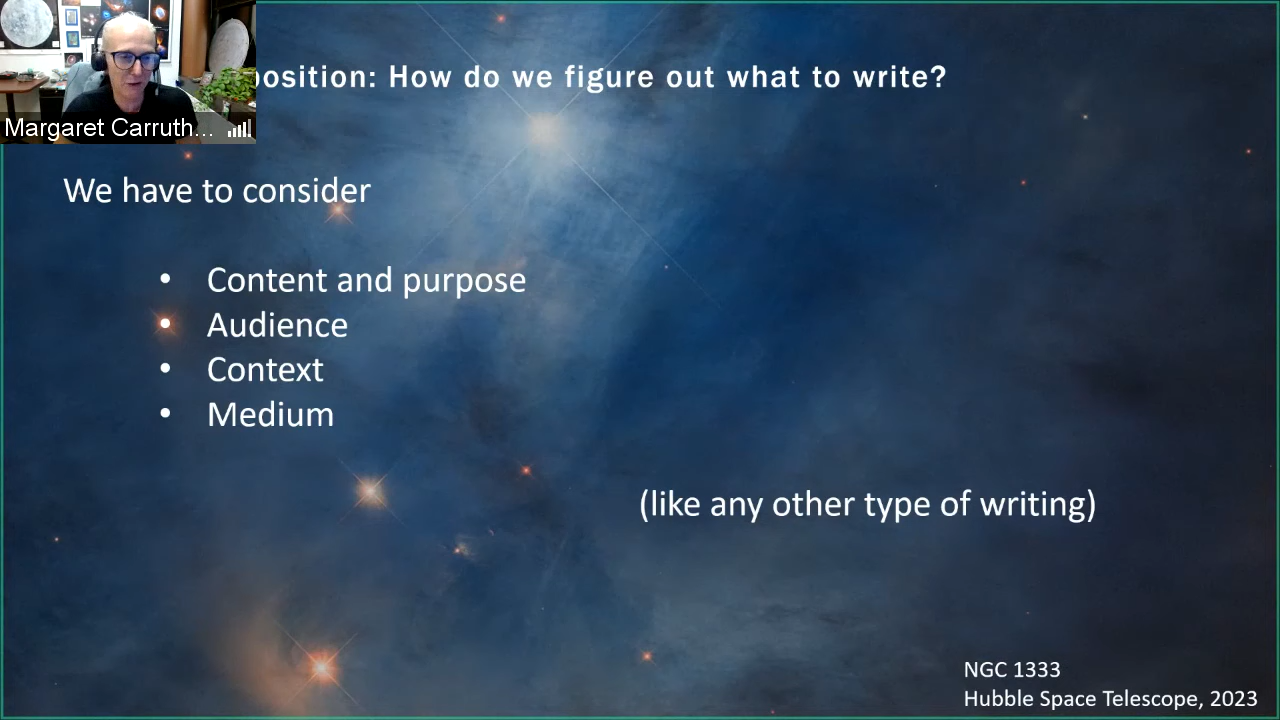 position: How do we figure out what to write?
Margaret Carruth...
We have to consider
• Content and purpose
• Audience
• Context
• Medium
(like any other type of writing)
NGC 1333
Hubble Space Telescope, 2023